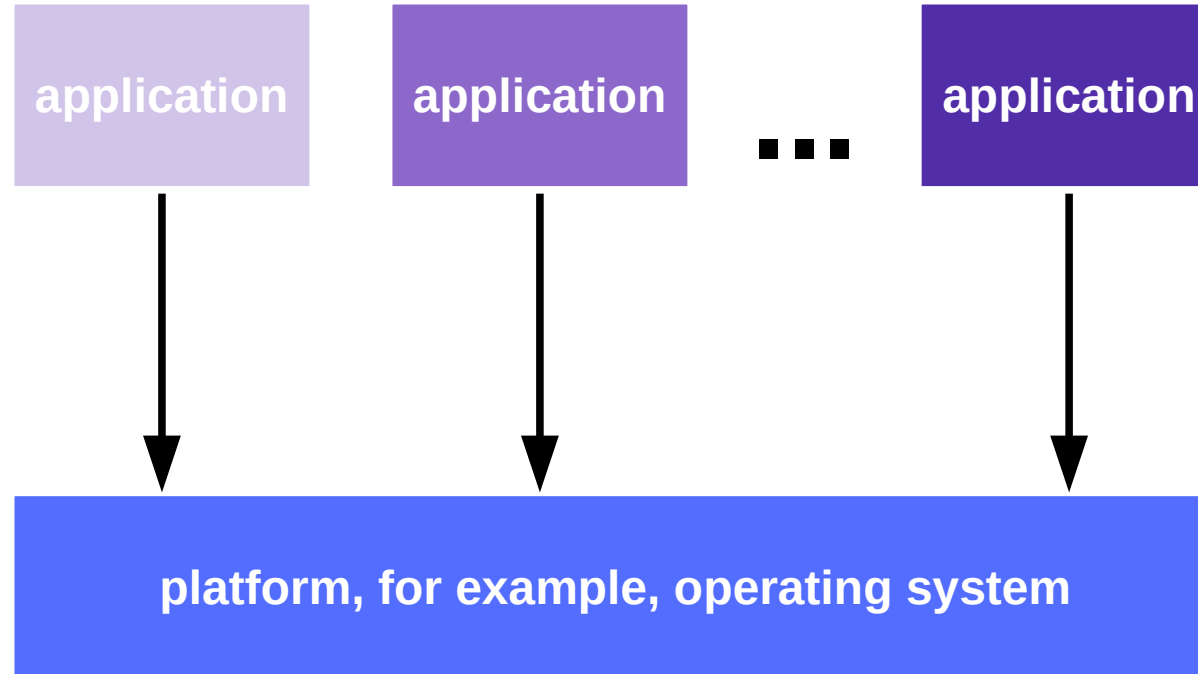 application
application
application
platform, for example, operating system